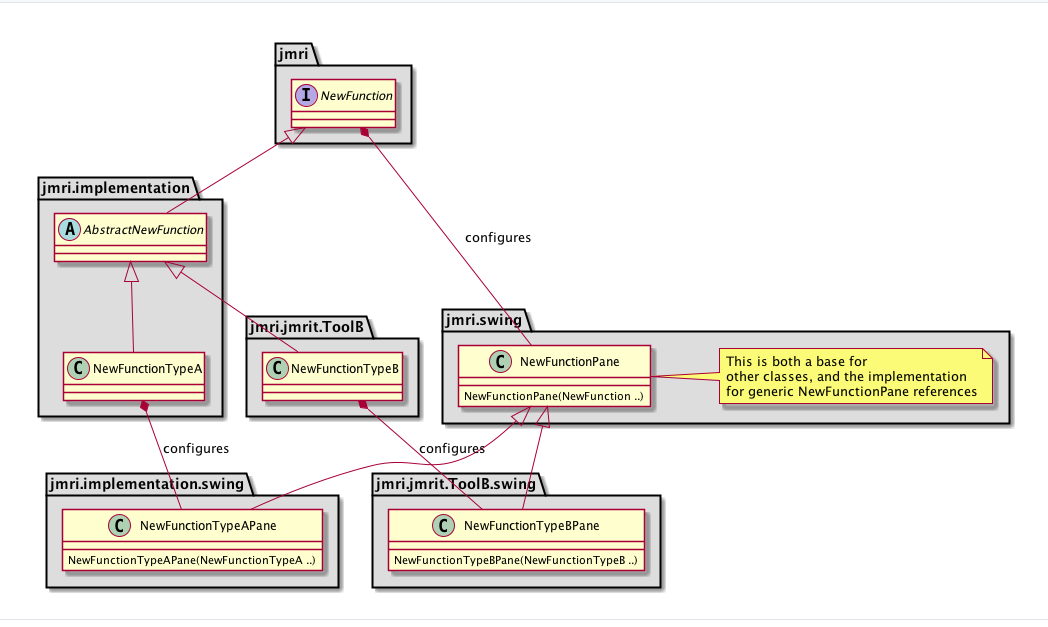 jmri
I NewFunction
configures
jmri.implementation
A AbstractNewFunction
C NewFunctionTypeA
jmri.jmrit.ToolB
C NewFunctionTypeB
jmri.swing
C NewFunctionPane
NewFunctionPane(NewFunction ..)
This is both a base for
other classes, and the implementation
for generic NewFunctionPane references
configures
configures
jmri.implementation.swing
C NewFunctionTypeAPane
NewFunctionTypeAPane(NewFunctionTypeA ..)
jmri.jmrit.ToolB.swing
C NewFunctionTypeBPane
NewFunctionTypeBPane(NewFunctionTypeB ..)